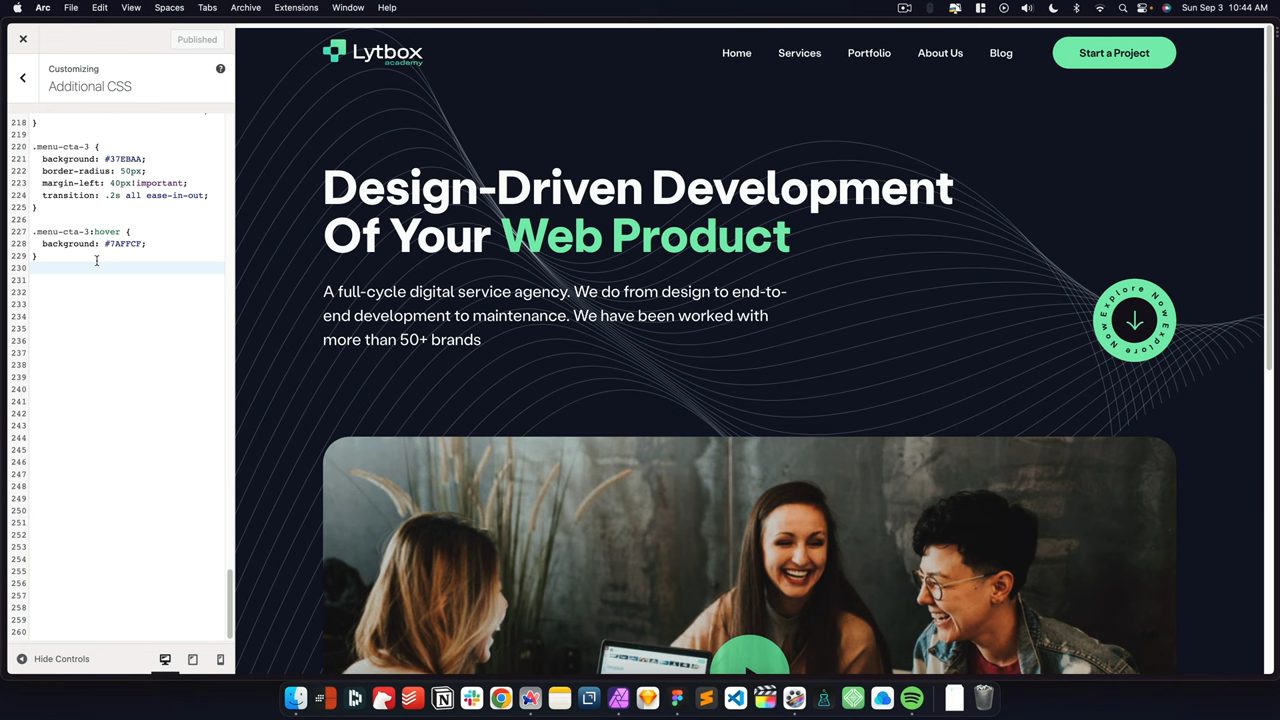 Arc File Edit View Spaces Tabs Archive Extensions Window Help Sun Sep 3 10:44 AM
Published
Customizing
Additional CSS
218 }
219
220 .menu-cta-3 {
221 background: #37EBAA;
222 border-radius: 50px;
223 margin-left: 40px!important;
224 transition: .2s all ease-in-out;
225 }
226
227 .menu-cta-3:hover {
228 background: #7AFFCF;
229 }
230
231
232
233
234
235
236
237
238
239
240
241
242
243
244
245
246
247
248
249
250
251
252
253
254
255
256
257
258
259
260
Hide Controls
Lytbox
academy
Home Services Portfolio About Us Blog Start a Project
Design-Driven Development
Of Your Web Product
A full-cycle digital service agency. We do from design to end-to-
end development to maintenance. We have been worked with
more than 50+ brands
Explore Now Explore Now